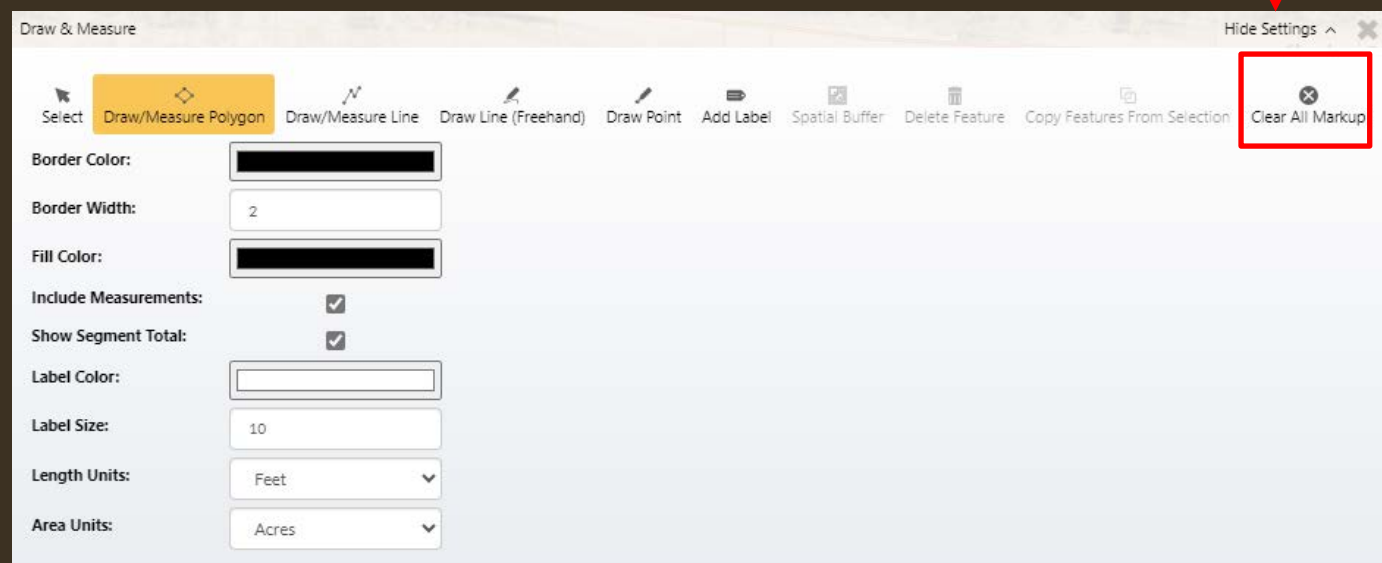 Draw & Measure Hide Settings
Select Draw/Measure Polygon Draw/Measure Line Draw Line (Freehand) Draw Point Add Label Spatial Buffer Delete Feature Copy Features From Selection Clear All Markup
Border Color:
Border Width: 2
Fill Color:
Include Measurements:
Show Segment Total:
Label Color:
Label Size: 10
Length Units: Feet
Area Units: Acres